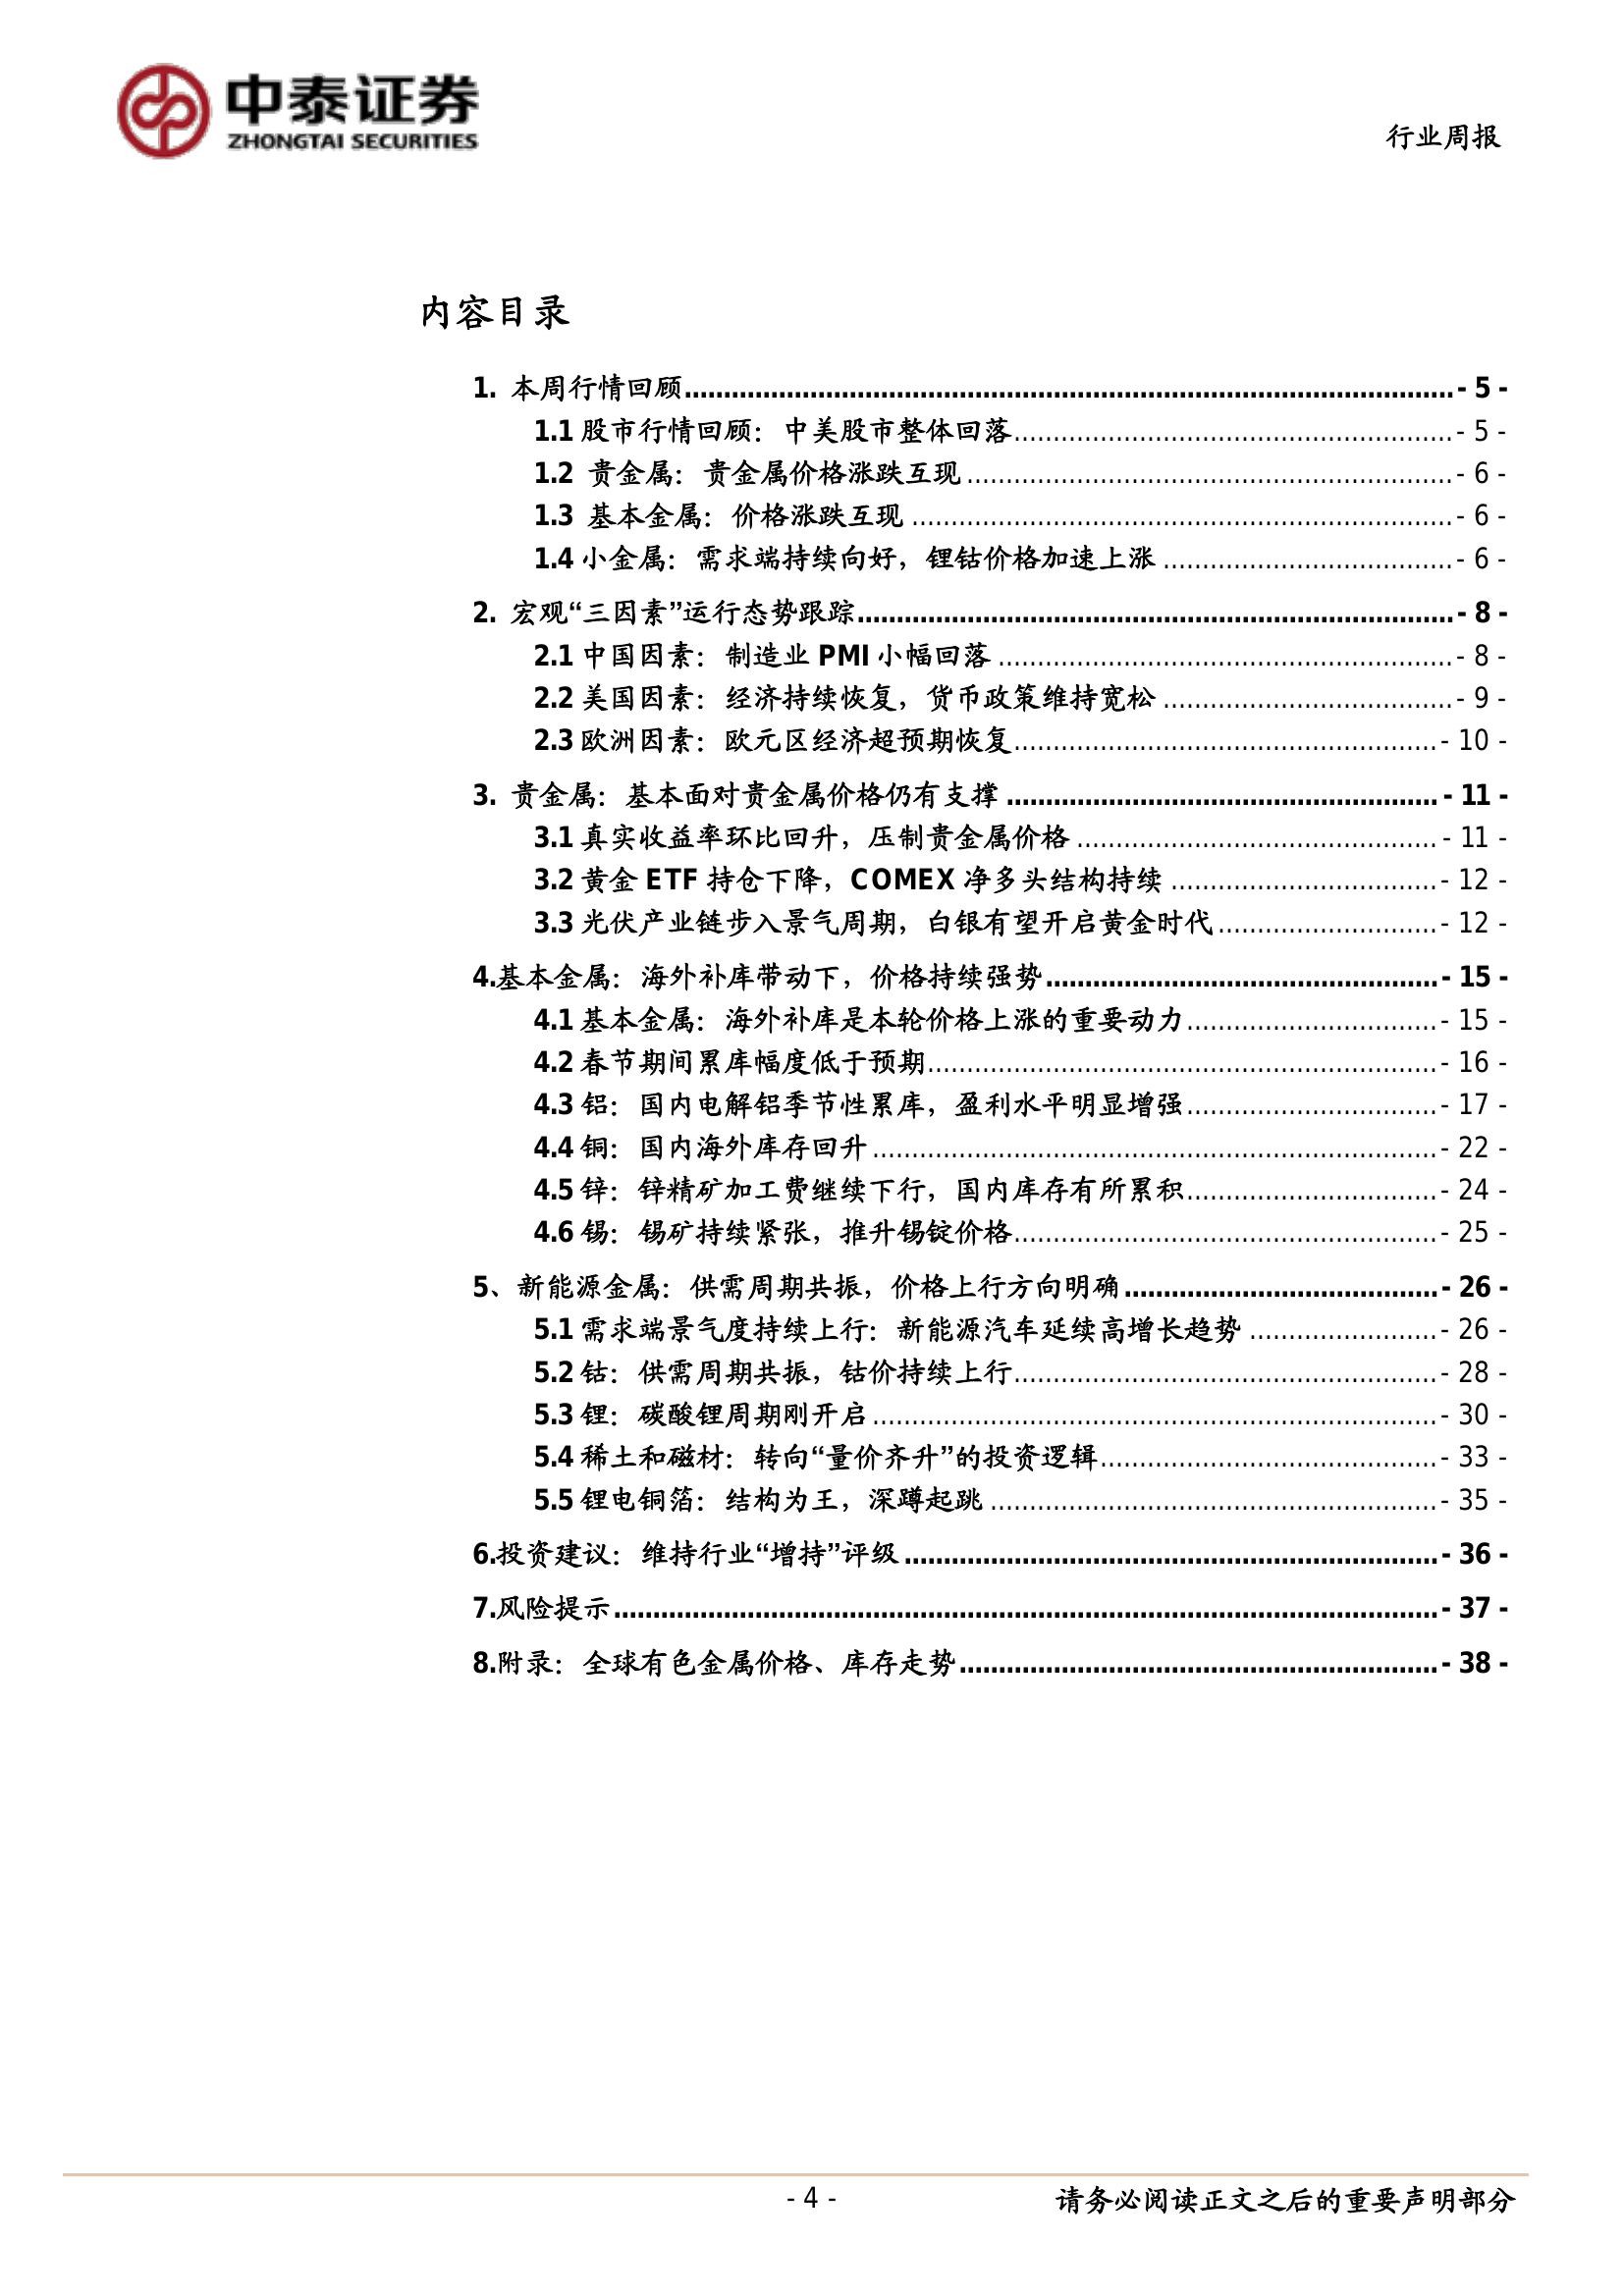 中泰证券
ZHONGTAI SECURITIES
行业周报
内容目录
1. 本周行情回顾 - 5 -
1.1 股市行情回顾：中美股市整体回落 - 5 -
1.2 贵金属：贵金属价格涨跌互现 - 6 -
1.3 基本金属：价格涨跌互现 - 6 -
1.4 小金属：需求端持续向好，锂钴价格加速上涨 - 6 -
2. 宏观“三因素”运行态势跟踪 - 8 -
2.1 中国因素：制造业 PMI 小幅回落 - 8 -
2.2 美国因素：经济持续恢复，货币政策维持宽松 - 9 -
2.3 欧洲因素：欧元区经济超预期恢复 - 10 -
3. 贵金属：基本面对贵金属价格仍有支撑 - 11 -
3.1 真实收益率环比回升，压制贵金属价格 - 11 -
3.2 黄金 ETF 持仓下降，COMEX 净多头结构持续 - 12 -
3.3 光伏产业链步入景气周期，白银有望开启黄金时代 - 12 -
4.基本金属：海外补库带动下，价格持续强势 - 15 -
4.1 基本金属：海外补库是本轮价格上涨的重要动力 - 15 -
4.2 春节期间累库幅度低于预期 - 16 -
4.3 铝：国内电解铝季节性累库，盈利水平明显增强 - 17 -
4.4 铜：国内海外库存回升 - 22 -
4.5 锌：锌精矿加工费继续下行，国内库存有所累积 - 24 -
4.6 锡：锡矿持续紧张，推升锡锭价格 - 25 -
5、新能源金属：供需周期共振，价格上行方向明确 - 26 -
5.1 需求端景气度持续上行：新能源汽车延续高增长趋势 - 26 -
5.2 钴：供需周期共振，钴价持续上行 - 28 -
5.3 锂：碳酸锂周期刚开启 - 30 -
5.4 稀土和磁材：转向“量价齐升”的投资逻辑 - 33 -
5.5 锂电铜箔：结构为王，深蹲起跳 - 35 -
6.投资建议：维持行业“增持”评级 - 36 -
7.风险提示 - 37 -
8.附录：全球有色金属价格、库存走势 - 38 -
- 4 -
请务必阅读正文之后的重要声明部分